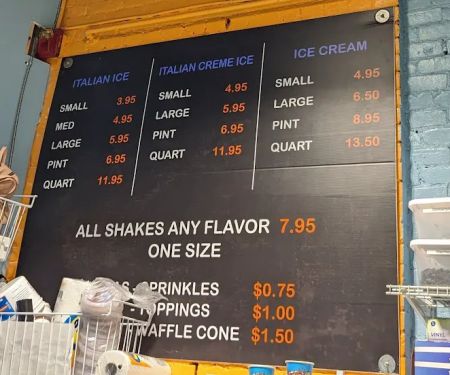 ITALIAN ICE
SMALL 3.95
MED 4.95
LARGE 5.95
PINT 6.95
QUART 11.95
ITALIAN CREME ICE
SMALL 4.95
LARGE 5.95
PINT 6.95
QUART 11.95
ICE CREAM
SMALL 4.95
LARGE 6.50
PINT 8.95
QUART 13.50
ALL SHAKES ANY FLAVOR 7.95
ONE SIZE
SPRINKLES $0.75
TOPPINGS $1.00
WAFFLE CONE $1.50
VINYL